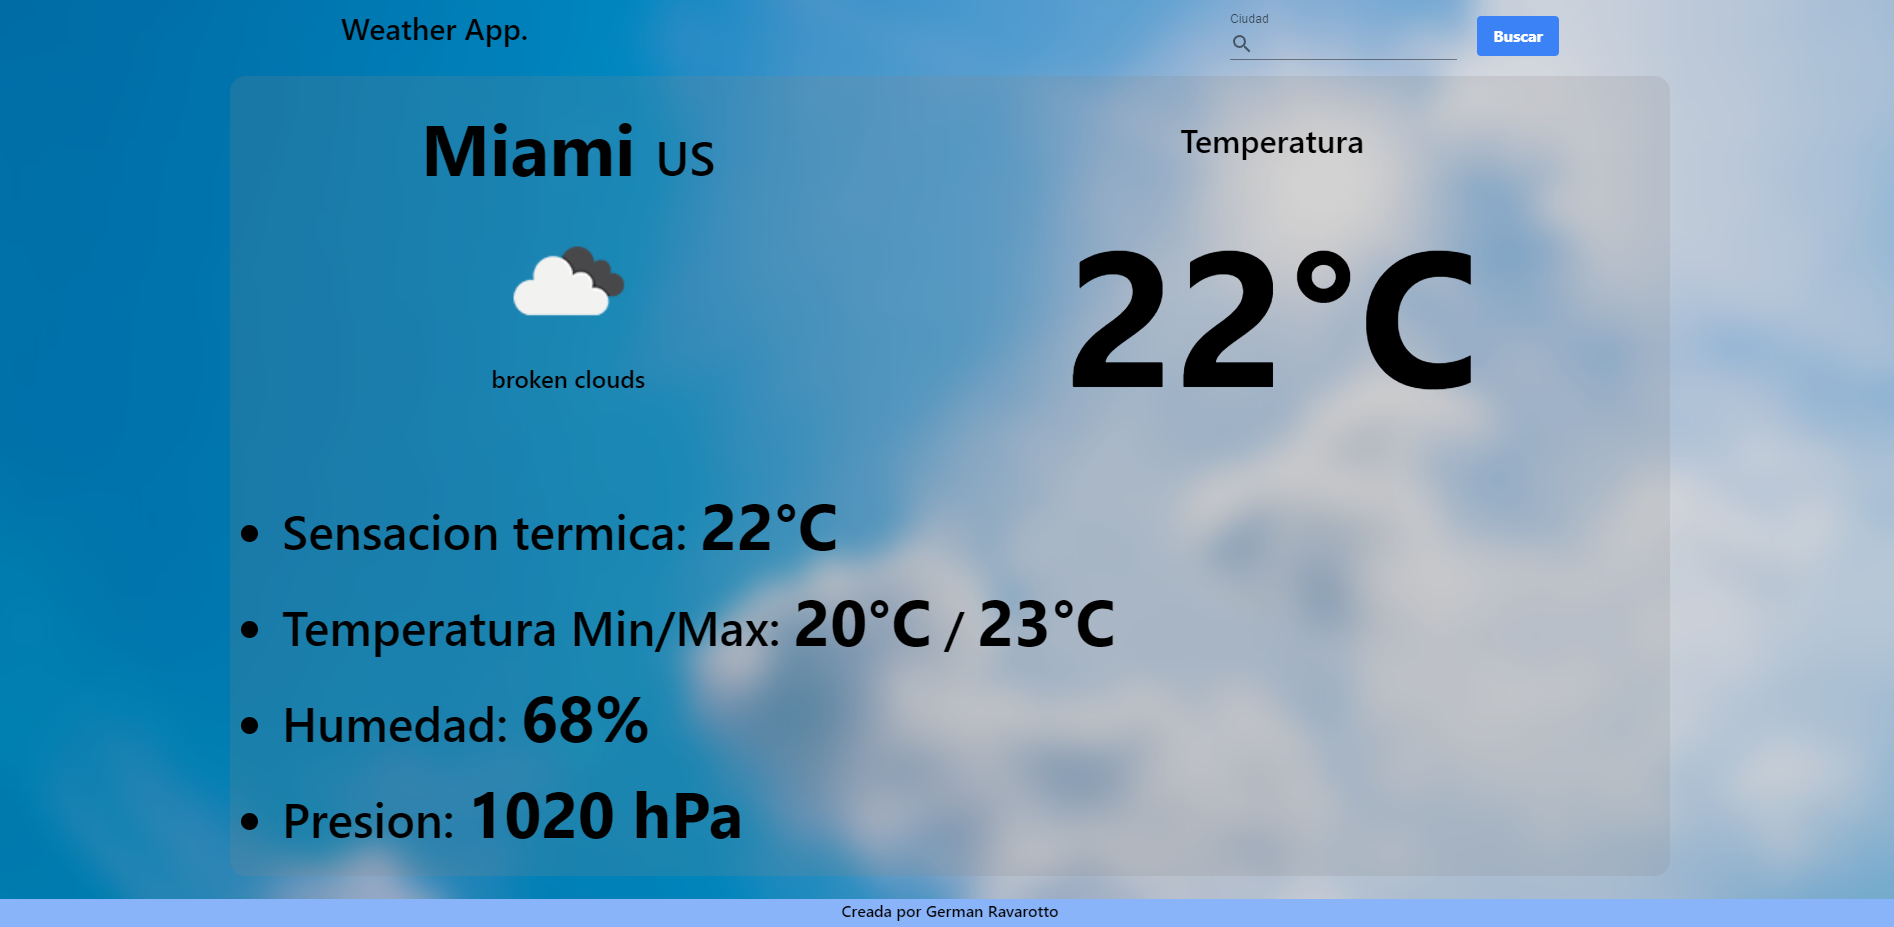 Weather App.
Ciudad
Buscar
Miami US
broken clouds
Temperatura
22°C
Sensacion termica: 22°C
Temperatura Min/Max: 20°C / 23°C
Humedad: 68%
Presion: 1020 hPa
Creada por German Ravarotto